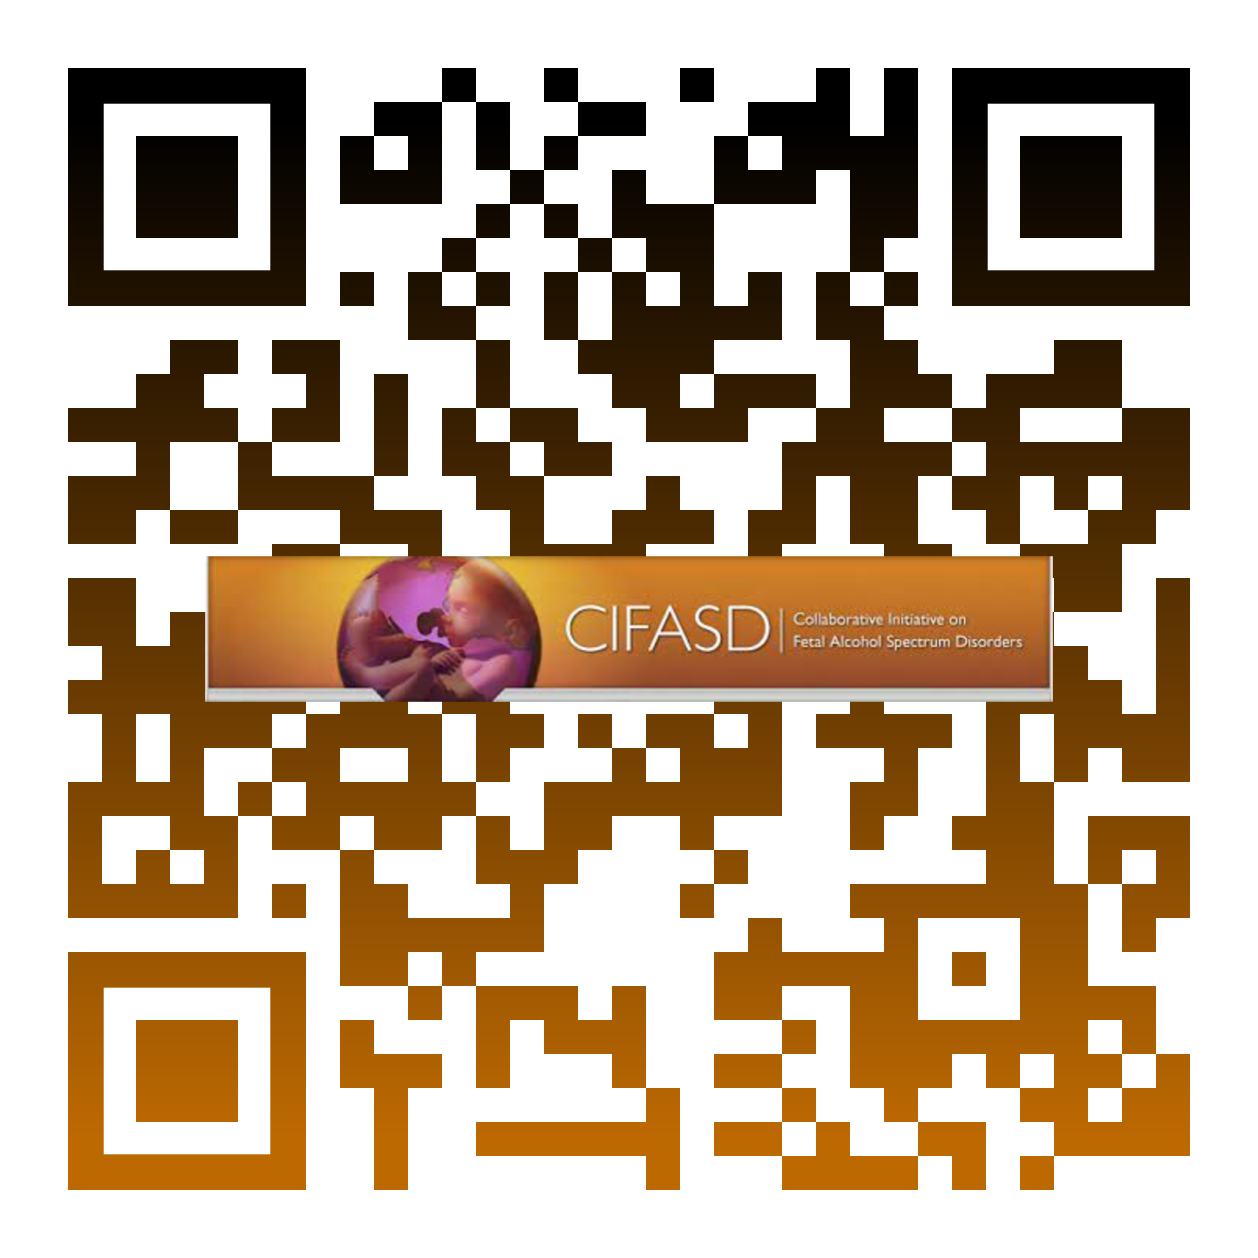 CIFASD
Collaborative Initiative on
Fetal Alcohol Spectrum Disorders